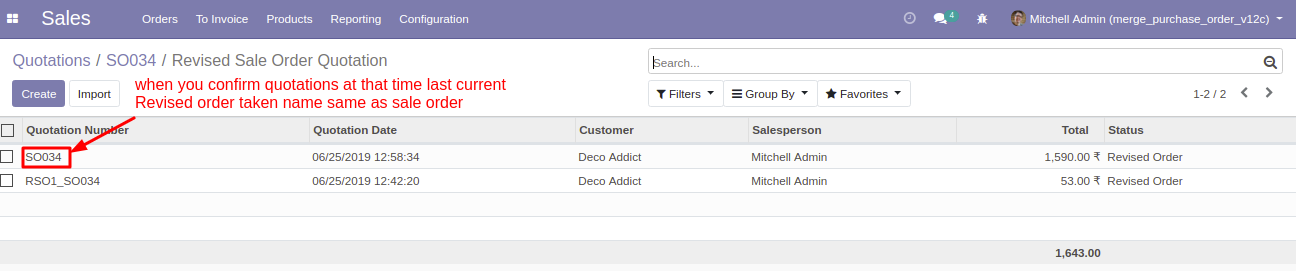 Sales Orders To Invoice Products Reporting Configuration 4 Mitchell Admin (merge_purchase_order_v12c)
Quotations / SO034 / Revised Sale Order Quotation Search...
Create Import when you confirm quotations at that time last current
Revised order taken name same as sale order
Filters Group By Favorites 1-2 / 2
Quotation Number Quotation Date Customer Salesperson Total Status
SO034 06/25/2019 12:58:34 Deco Addict Mitchell Admin 1,590.00 ₹ Revised Order
RSO1_SO034 06/25/2019 12:42:20 Deco Addict Mitchell Admin 53.00 ₹ Revised Order
1,643.00